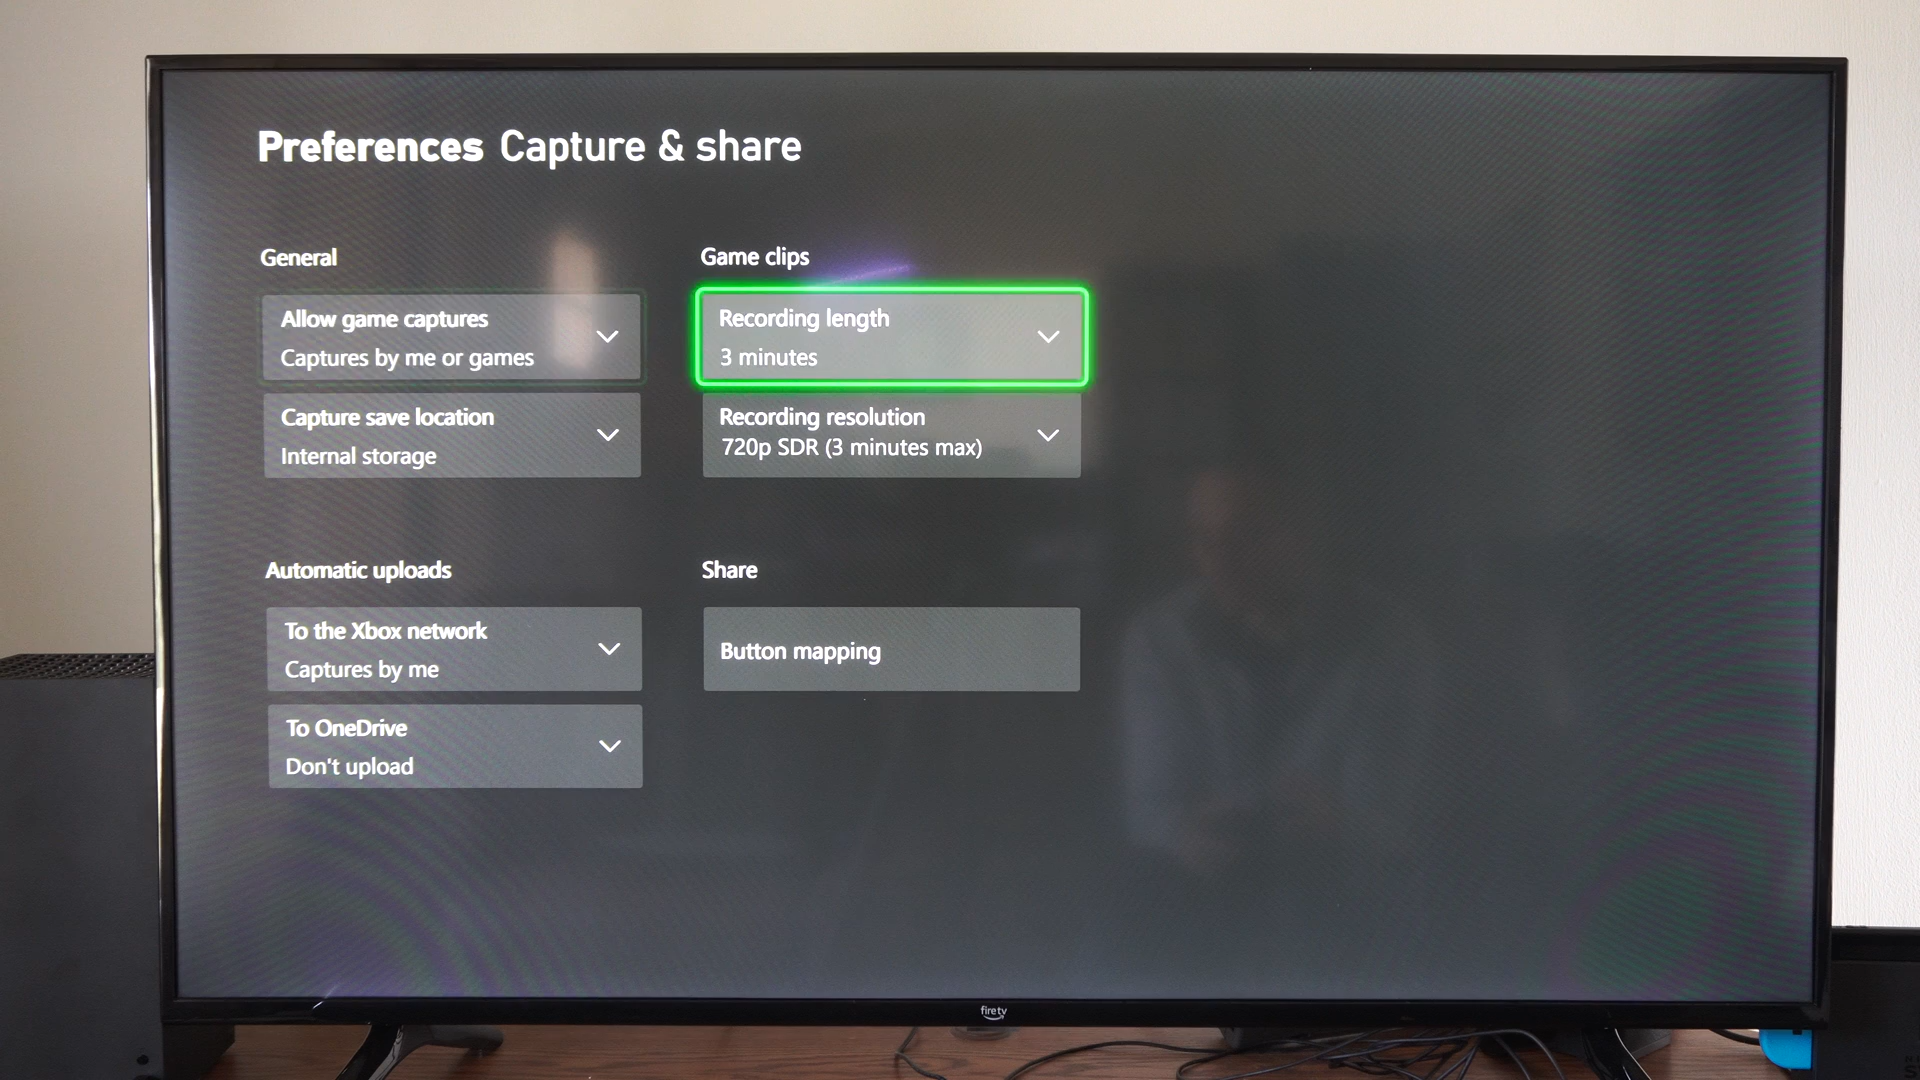 Preferences Capture & share
General
Allow game captures
Captures by me or games
Capture save location
Internal storage
Game clips
Recording length
3 minutes
Recording resolution
720p SDR (3 minutes max)
Automatic uploads
To the Xbox network
Captures by me
To OneDrive
Don't upload
Share
Button mapping
firetv